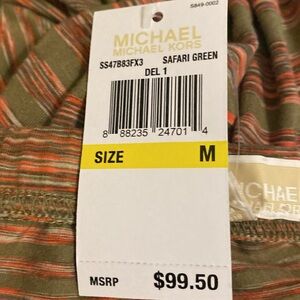 5849-0002
MICHAEL
MICHAEL KORS
SS47B83FX3 SAFARI GREEN
DEL 1
8 88235 24701 4
SIZE M
MSRP $99.50
MICHAEL